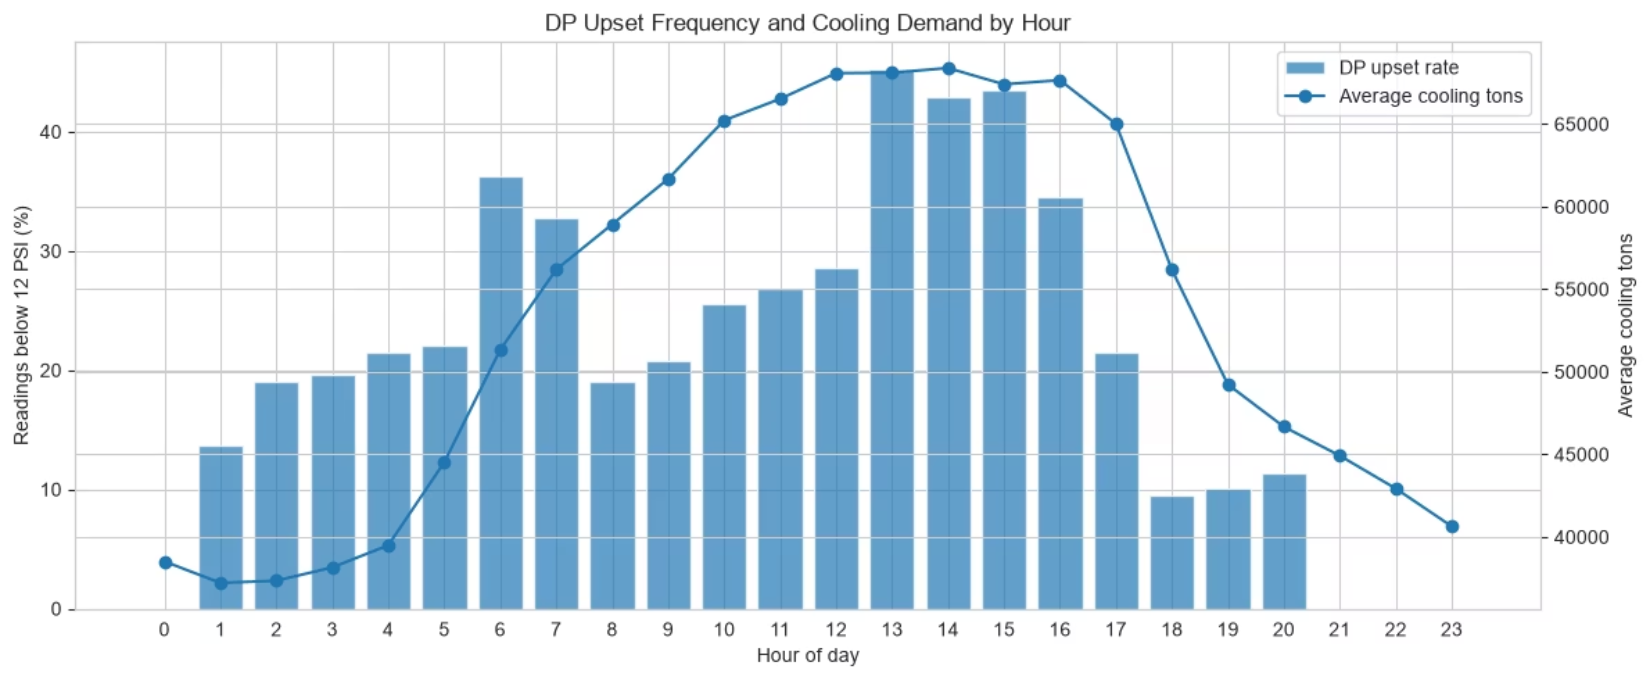 DP Upset Frequency and Cooling Demand by Hour
DP upset rate
Average cooling tons
Readings below 12 PSI (%)
40
30
20
10
0
65000
60000
55000
50000
45000
40000
Average cooling tons
0 1 2 3 4 5 6 7 8 9 10 11 12 13 14 15 16 17 18 19 20 21 22 23
Hour of day